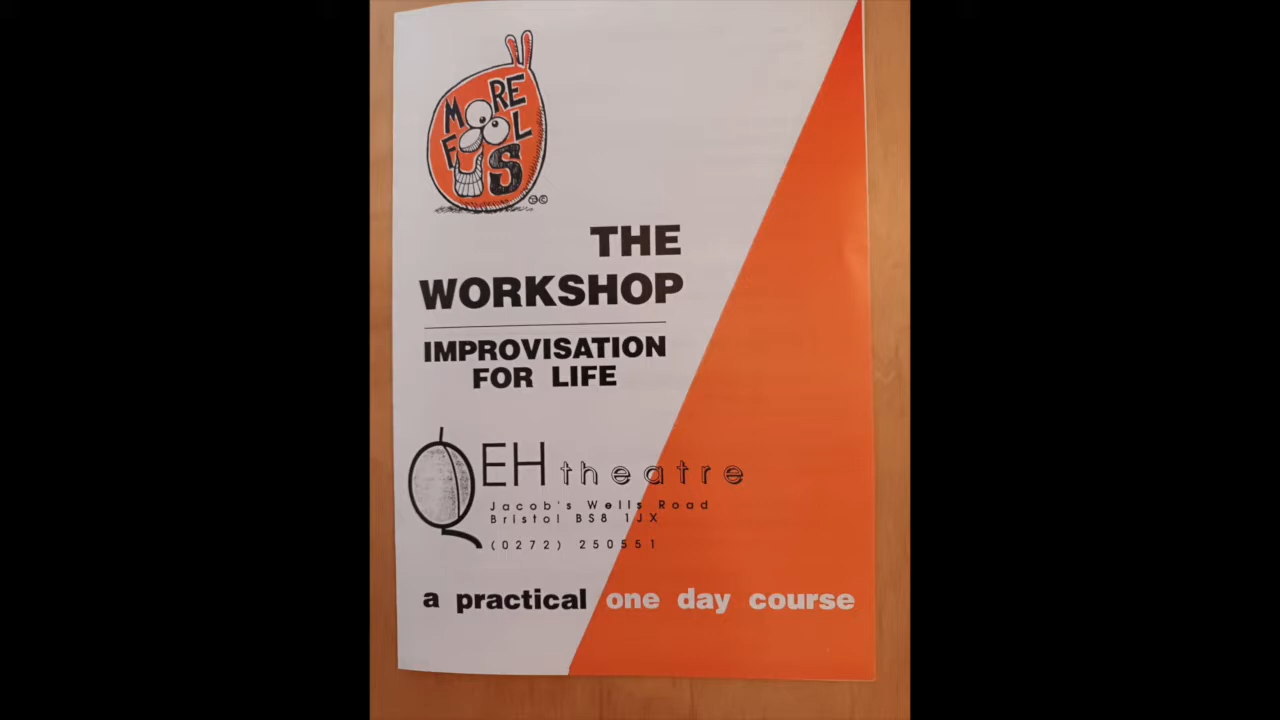 MORE
FOOLS
THE
WORKSHOP
IMPROVISATION
FOR LIFE
QEH theatre
Jacob's Wells Road
Bristol BS8 1JX
(0272) 250551
a practical one day course